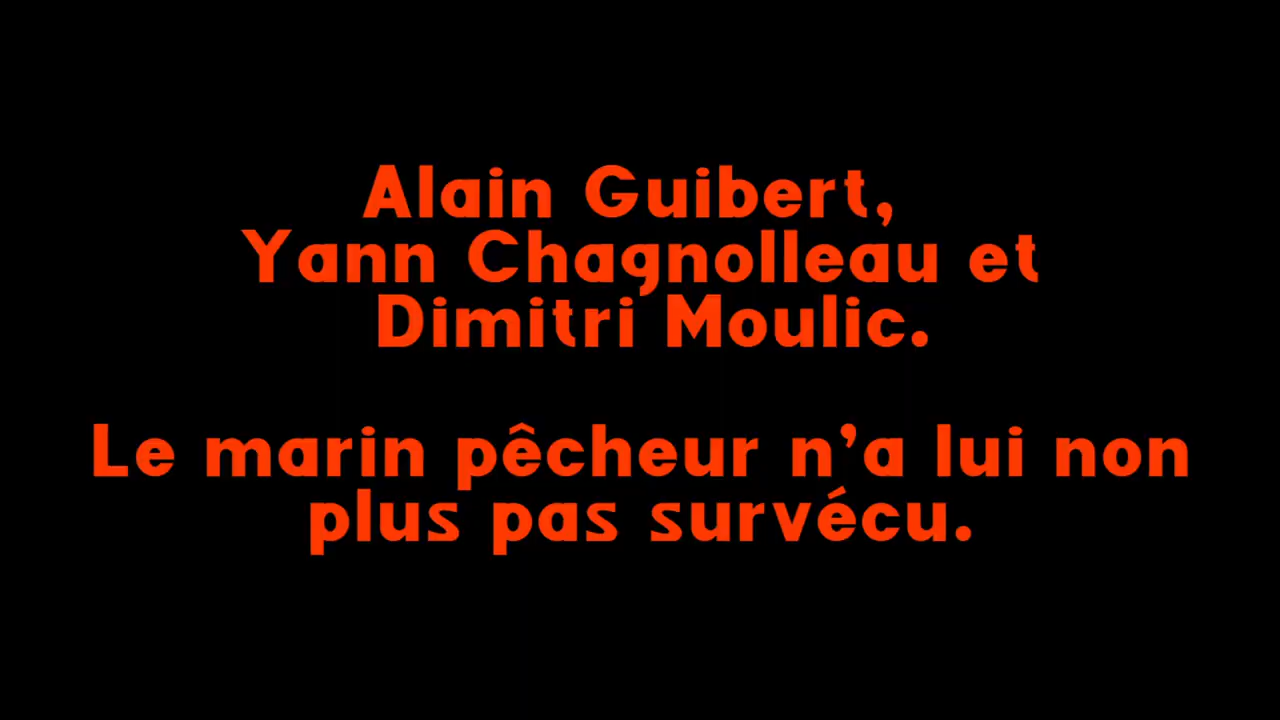 Alain Guibert,
Yann Chagnolleau et
Dimitri Moulic.
Le marin pêcheur n’a lui non
plus pas survécu.